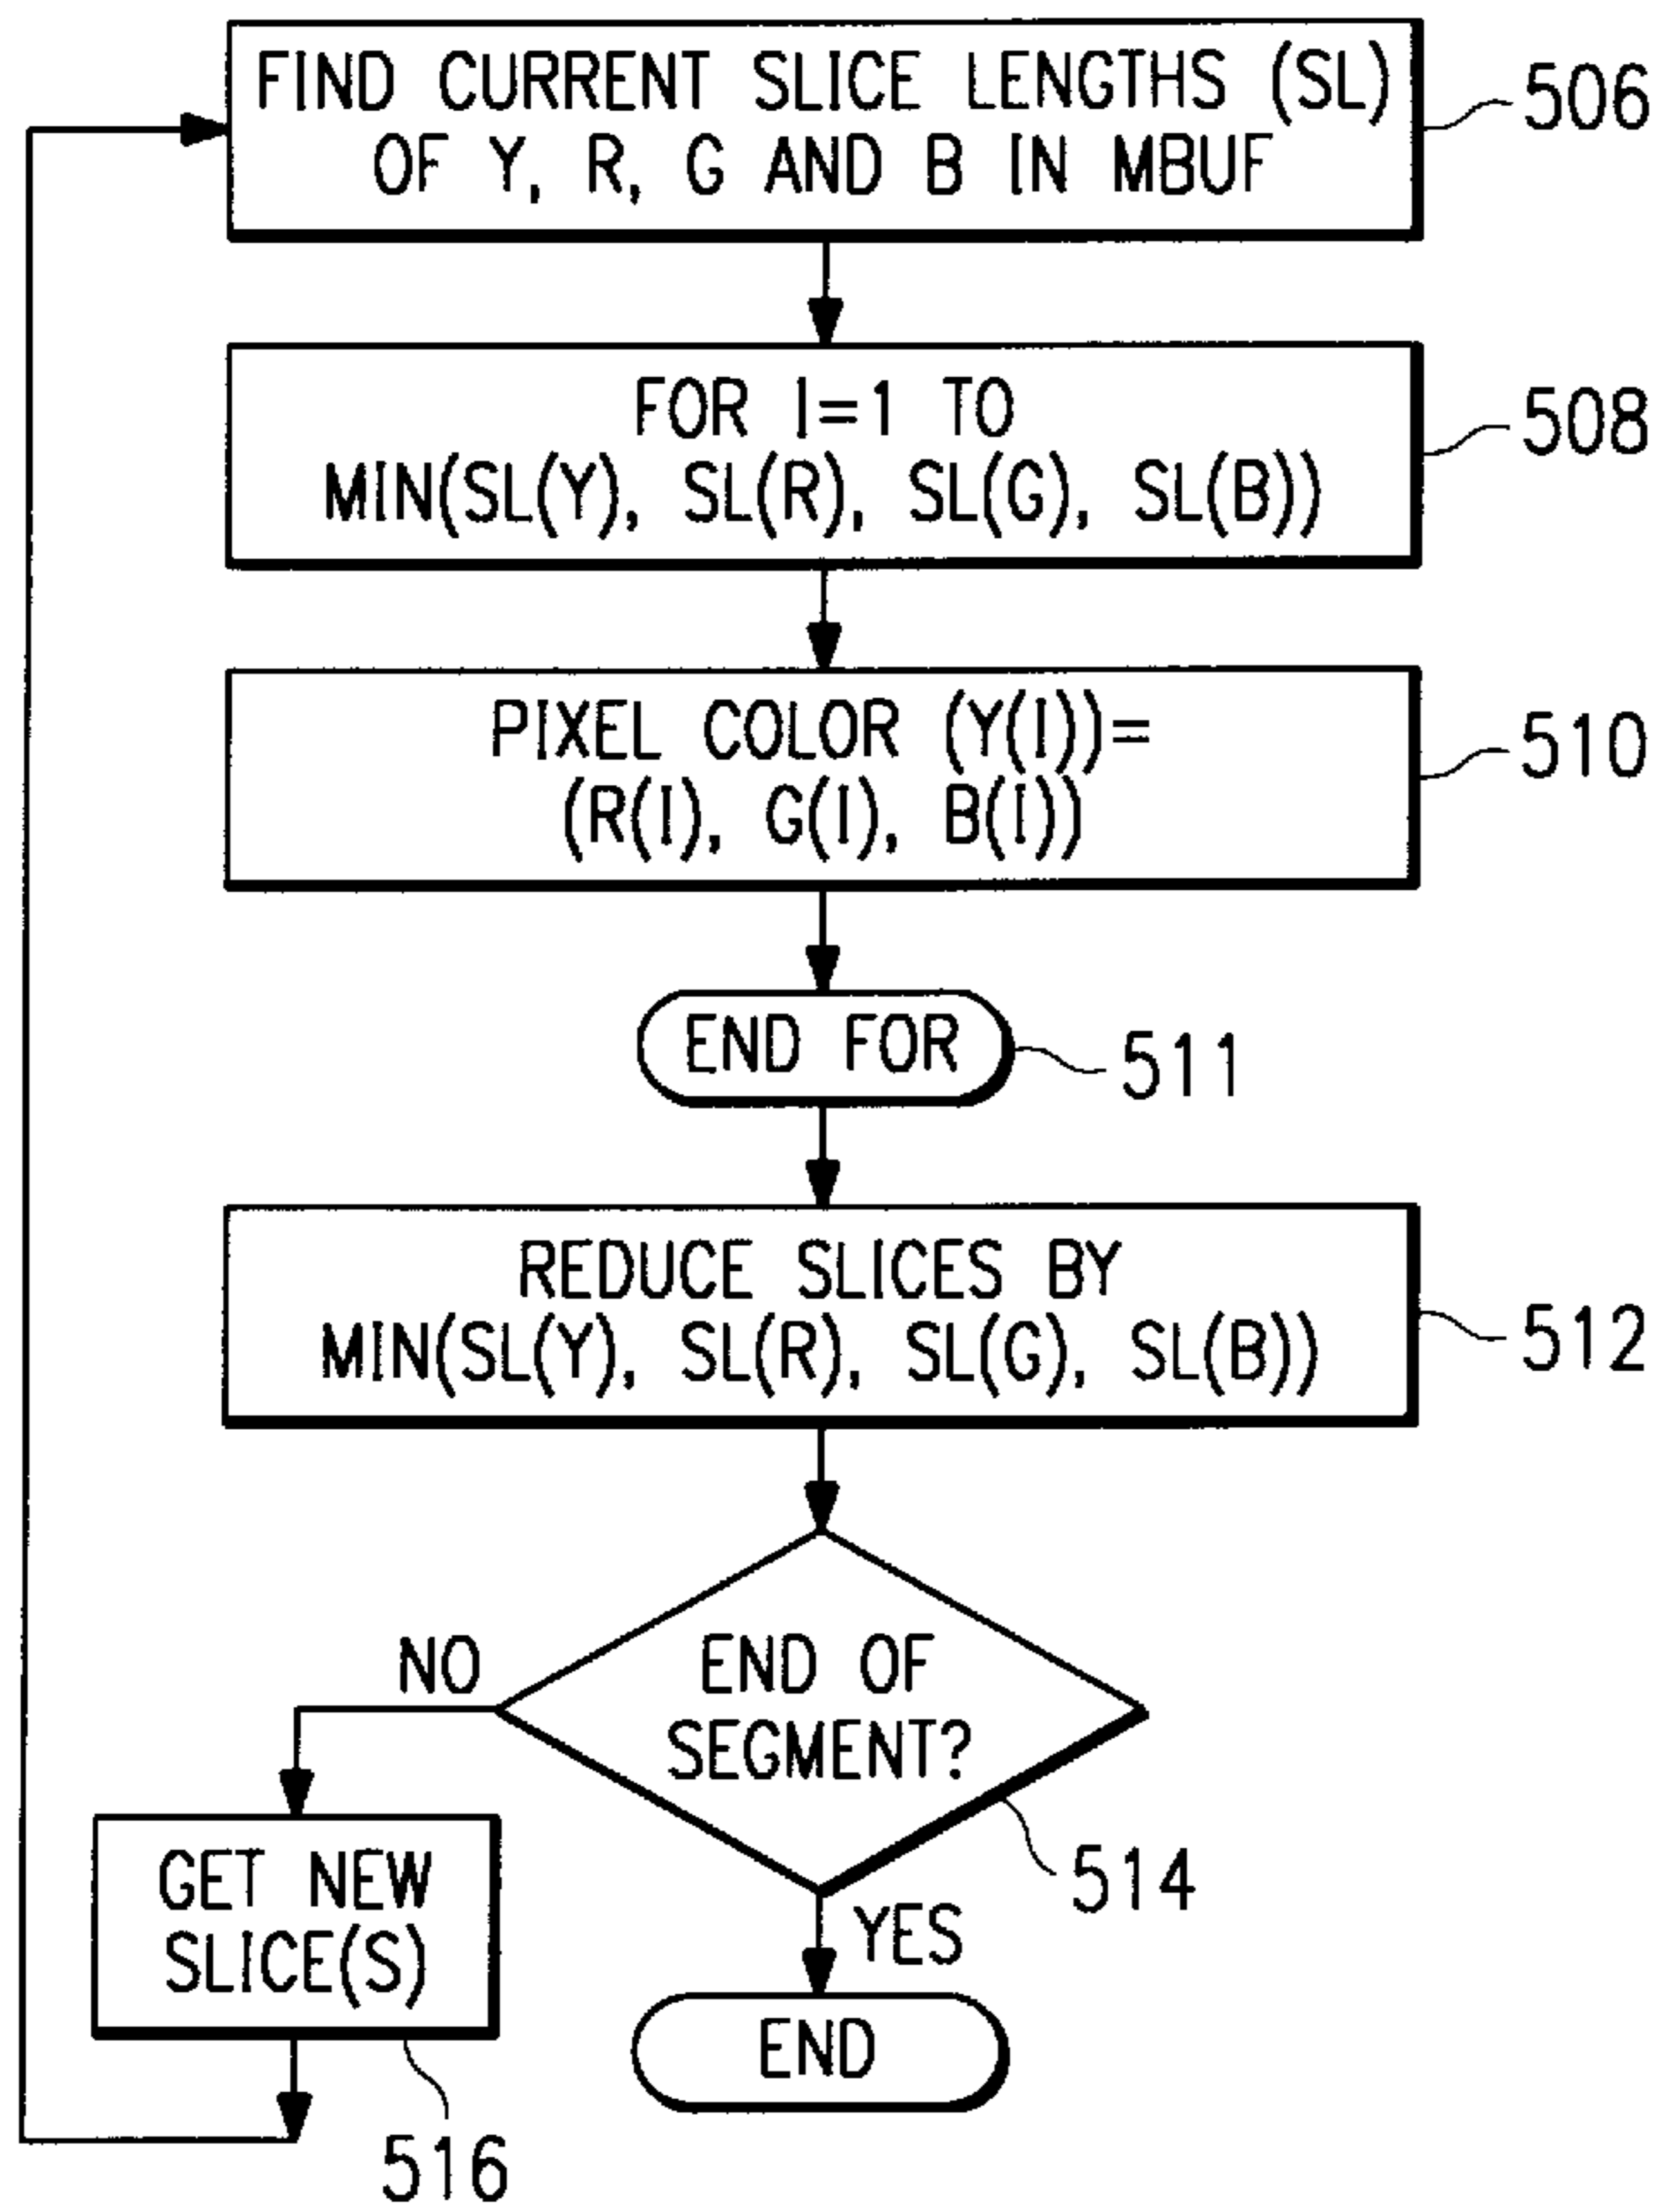 FIND CURRENT SLICE LENGTHS (SL)
OF Y, R, G AND B IN MBUF
506
FOR I=1 TO
MIN(SL(Y), SL(R), SL(G), SL(B))
508
PIXEL COLOR (Y(I))=
(R(I), G(I), B(I))
510
END FOR
511
REDUCE SLICES BY
MIN(SL(Y), SL(R), SL(G), SL(B))
512
NO
END OF
SEGMENT?
514
GET NEW
SLICE(S)
YES
END
516